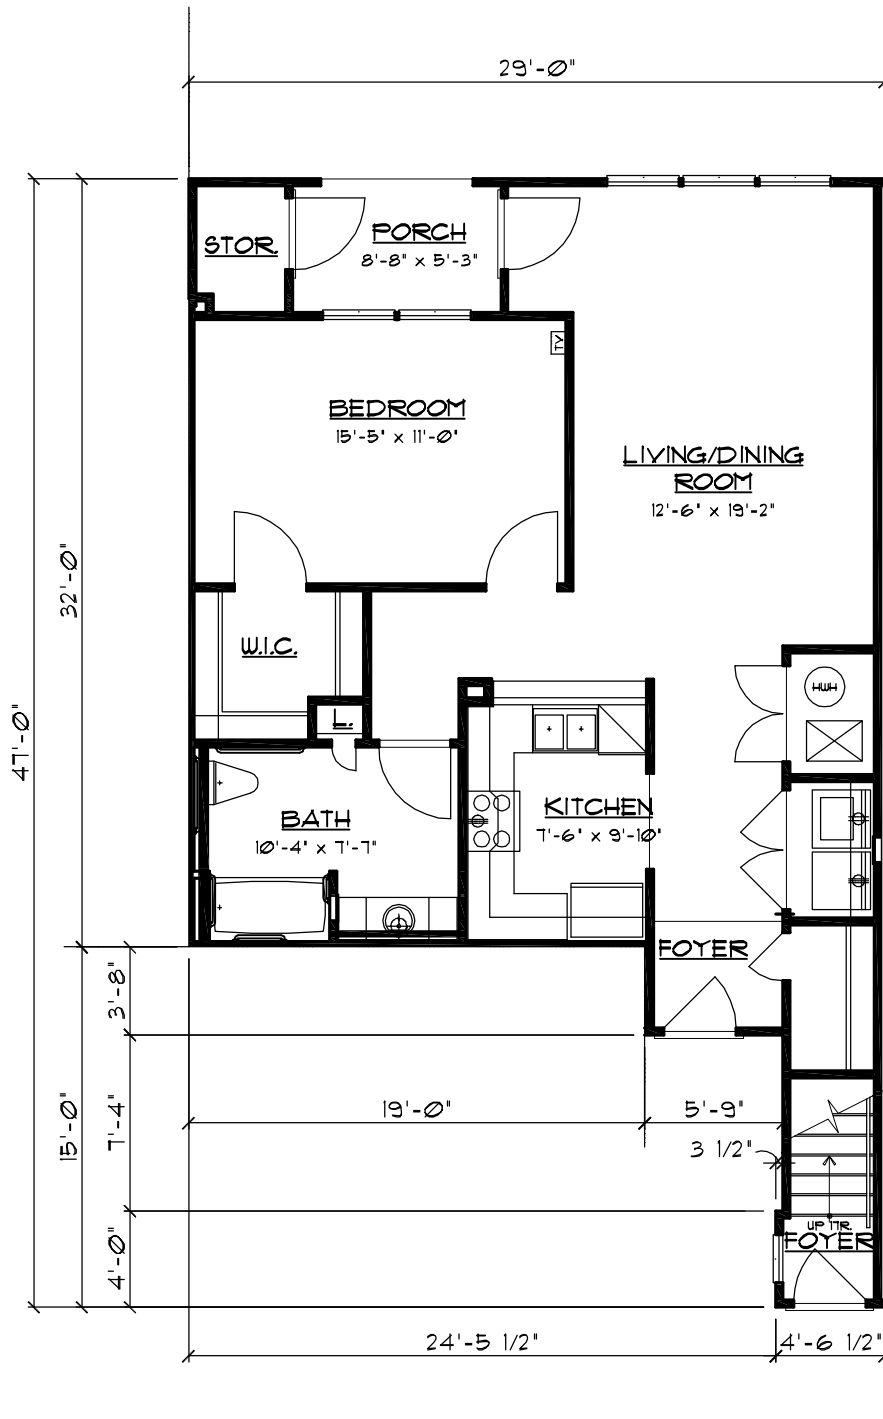 29'-0"
STOR.
PORCH
8'-8" x 5'-3"
TV
BEDROOM
15'-5" x 11'-0"
LIVING/DINING
ROOM
12'-6" x 19'-2"
32'-0"
47'-0"
W.I.C.
HWH
L.
BATH
10'-4" x 7'-7"
KITCHEN
7'-6" x 9'-10"
FOYER
3'-8"
15'-0"
7'-4"
19'-0"
5'-9"
3 1/2"
UP 17R.
FOYER
4'-0"
24'-5 1/2"
4'-6 1/2"